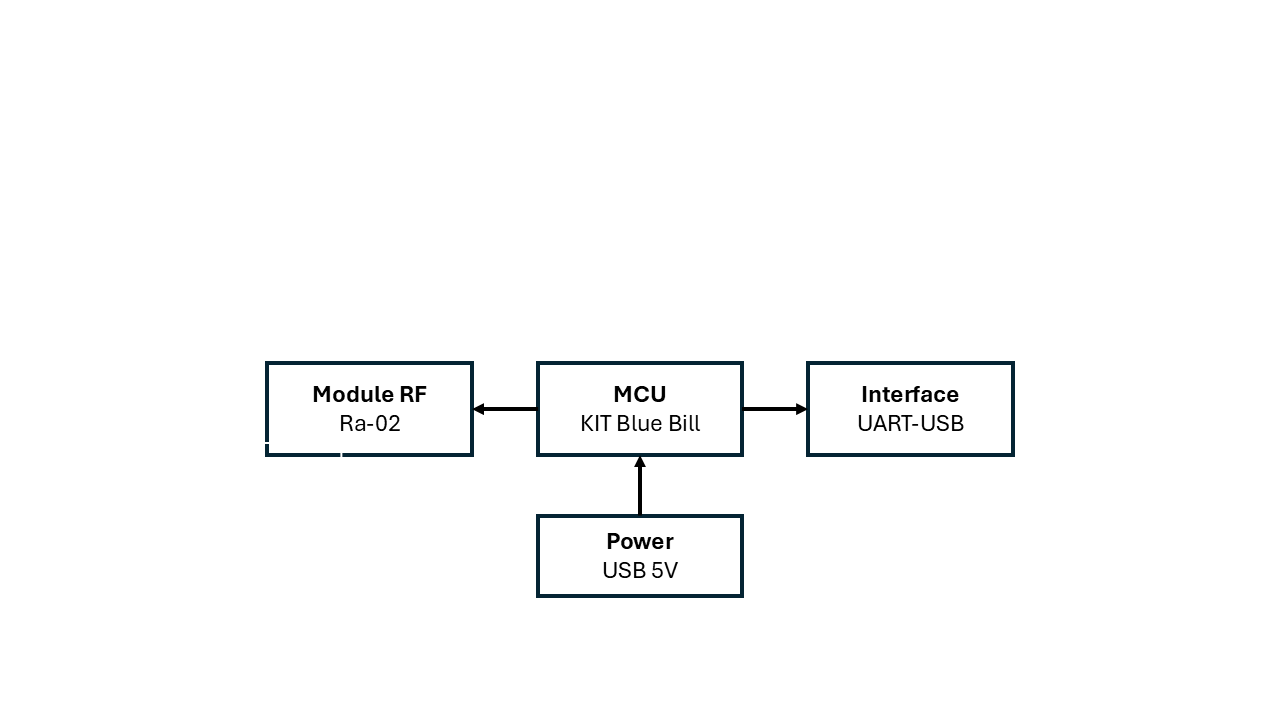 Module RF
Ra-02
MCU
KIT Blue Bill
Interface
UART-USB
Power
USB 5V